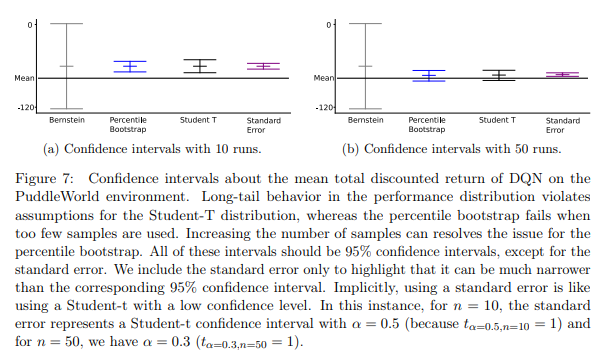 0
Mean
-120
Bernstein
Percentile
Bootstrap
Student T
Standard
Error
0
Mean
-120
Bernstein
Percentile
Bootstrap
Student T
Standard
Error
(a) Confidence intervals with 10 runs.
(b) Confidence intervals with 50 runs.
Figure 7: Confidence intervals about the mean total discounted return of DQN on the
PuddleWorld environment. Long-tail behavior in the performance distribution violates
assumptions for the Student-T distribution, whereas the percentile bootstrap fails when
too few samples are used. Increasing the number of samples can resolves the issue for the
percentile bootstrap. All of these intervals should be 95% confidence intervals, except for the
standard error. We include the standard error only to highlight that it can be much narrower
than the corresponding 95% confidence interval. Implicitly, using a standard error is like
using a Student-t with a low confidence level. In this instance, for n = 10, the standard
error represents a Student-t confidence interval with α = 0.5 (because tα=0.5,n=10 = 1) and
for n = 50, we have α = 0.3 (tα=0.3,n=50 = 1).